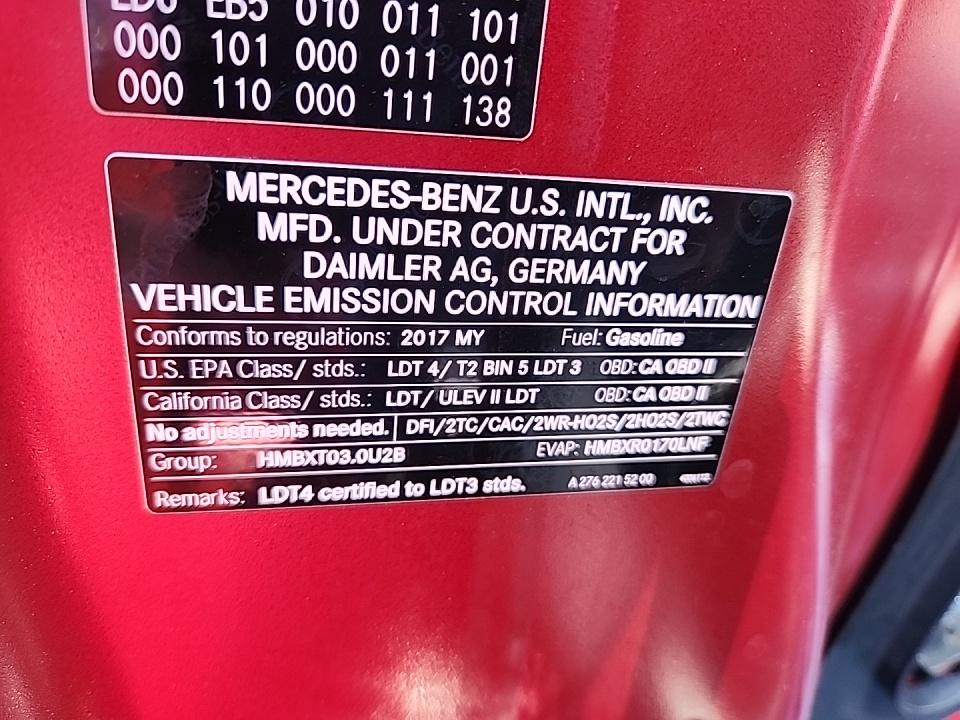 EB5 010 011 101
000 101 000 011 001
000 110 000 111 138
MERCEDES-BENZ U.S. INTL., INC.
MFD. UNDER CONTRACT FOR
DAIMLER AG, GERMANY
VEHICLE EMISSION CONTROL INFORMATION
Conforms to regulations: 2017 MY Fuel: Gasoline
U.S. EPA Class/ stds.: LDT 4/ T2 BIN 5 LDT 3 OBD: CA OBD II
California Class/ stds.: LDT/ ULEV II LDT OBD: CA OBD II
No adjustments needed. DFI/2TC/CAC/2WR-HO2S/2HO2S/2TWC
Group: HMBXT03.0U2B EVAP: HMBXR0170LNF
Remarks: LDT4 certified to LDT3 stds. A 276 221 52 00